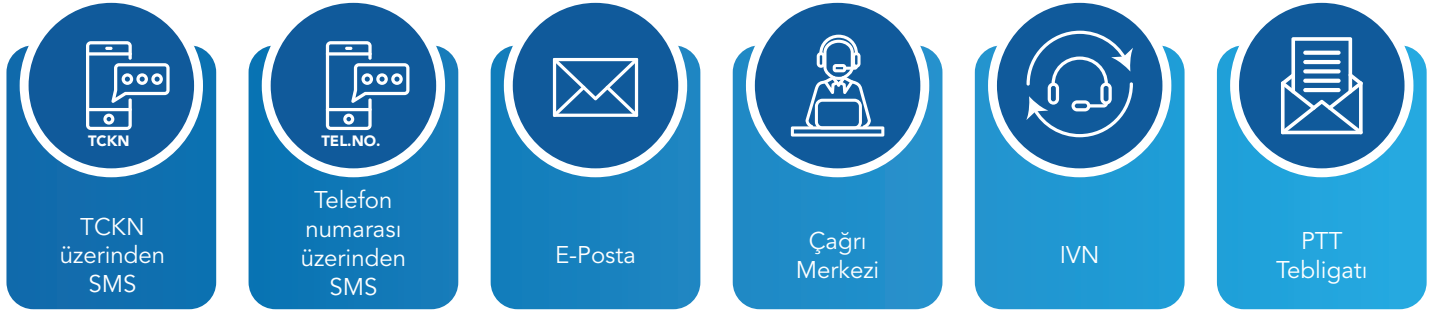 TCKN
TCKN
üzerinden
SMS
TEL.NO.
Telefon
numarası
üzerinden
SMS
E-Posta
Çağrı
Merkezi
IVN
PTT
Tebligatı